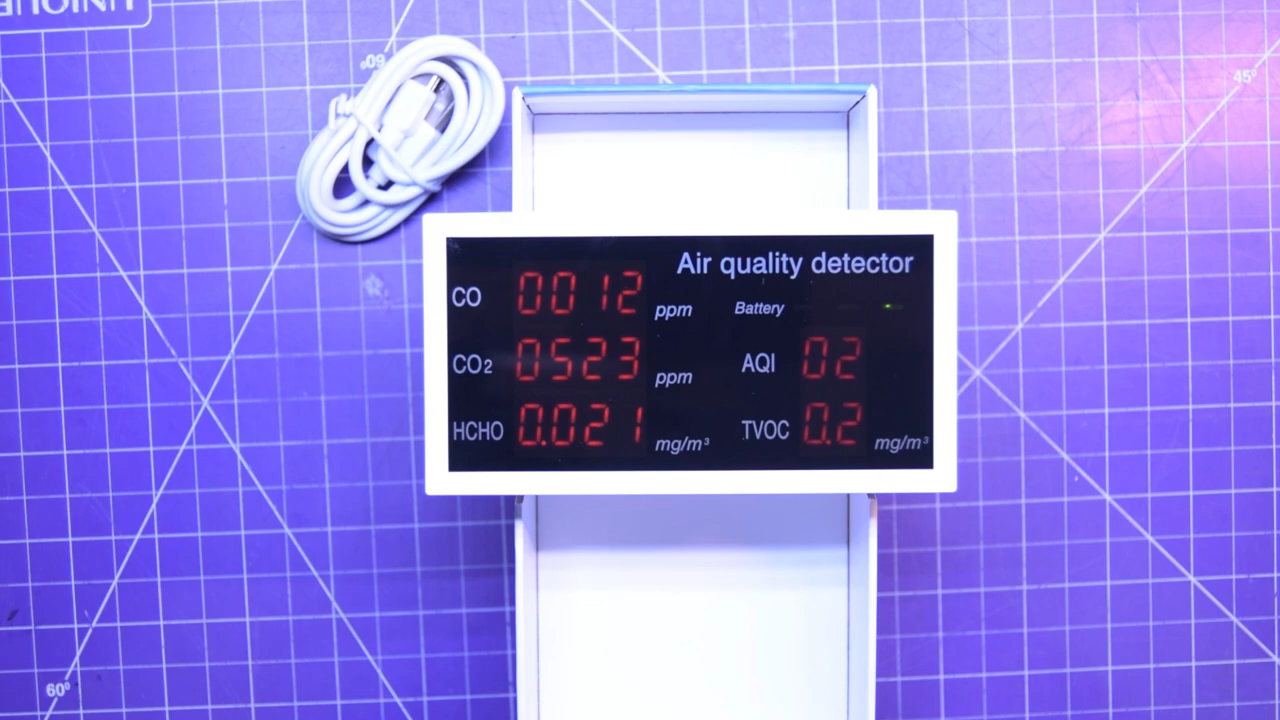 60°
45°
Air quality detector
CO 0012 ppm
Battery
CO2 0523 ppm
AQI 02
HCHO 0.021 mg/m³
TVOC 0.2 mg/m³
60°